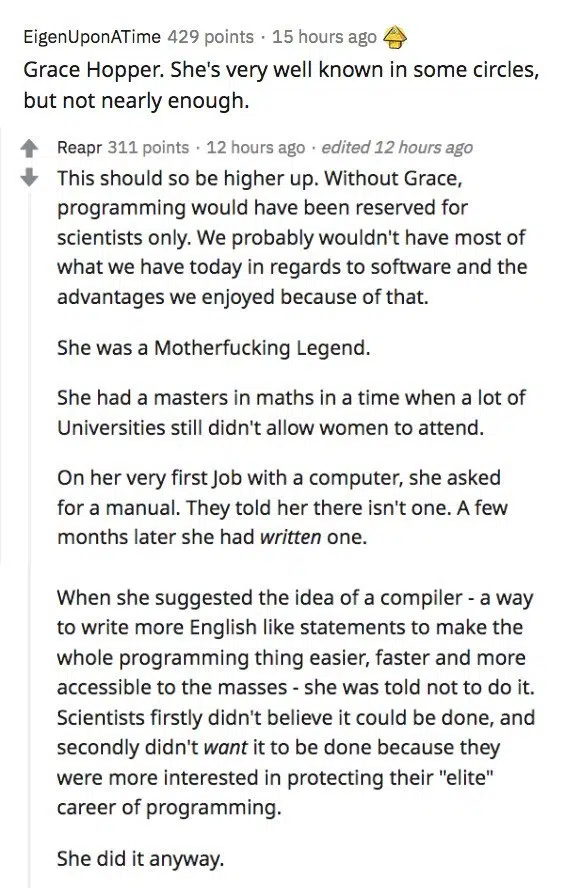 EigenUponATime 429 points · 15 hours ago
Grace Hopper. She's very well known in some circles,
but not nearly enough.
Reapr 311 points · 12 hours ago · edited 12 hours ago
This should so be higher up. Without Grace,
programming would have been reserved for
scientists only. We probably wouldn't have most of
what we have today in regards to software and the
advantages we enjoyed because of that.
She was a Motherfucking Legend.
She had a masters in maths in a time when a lot of
Universities still didn't allow women to attend.
On her very first Job with a computer, she asked
for a manual. They told her there isn't one. A few
months later she had written one.
When she suggested the idea of a compiler - a way
to write more English like statements to make the
whole programming thing easier, faster and more
accessible to the masses - she was told not to do it.
Scientists firstly didn't believe it could be done, and
secondly didn't want it to be done because they
were more interested in protecting their "elite"
career of programming.
She did it anyway.